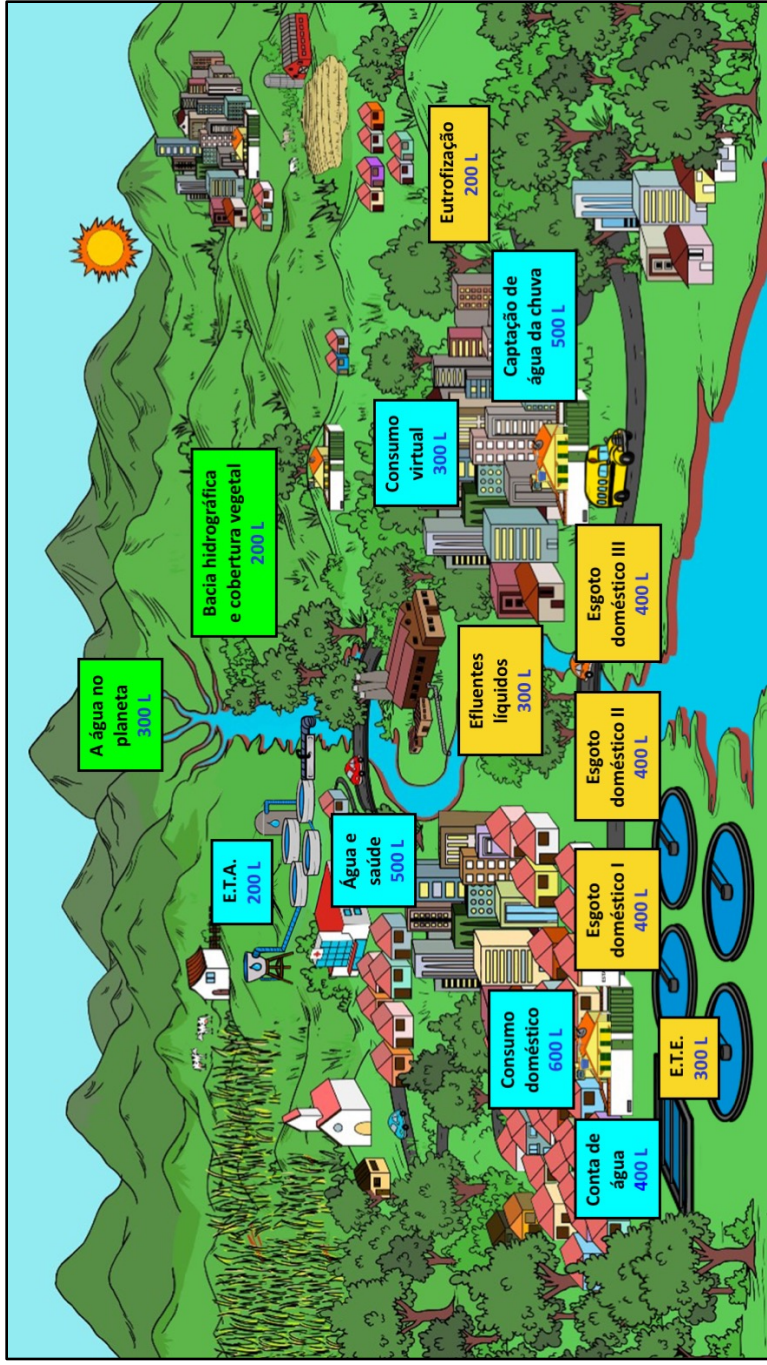 A água no
planeta
300 L
Bacia hidrográfica
e cobertura vegetal
200 L
E.T.A.
200 L
Água e
saúde
500 L
Consumo
virtual
300 L
Eutrofização
200 L
Efluentes
líquidos
300 L
Captação de
água da chuva
500 L
Consumo
doméstico
600 L
Conta de
água
400 L
Esgoto
doméstico I
400 L
Esgoto
doméstico II
400 L
Esgoto
doméstico III
400 L
E.T.E.
300 L